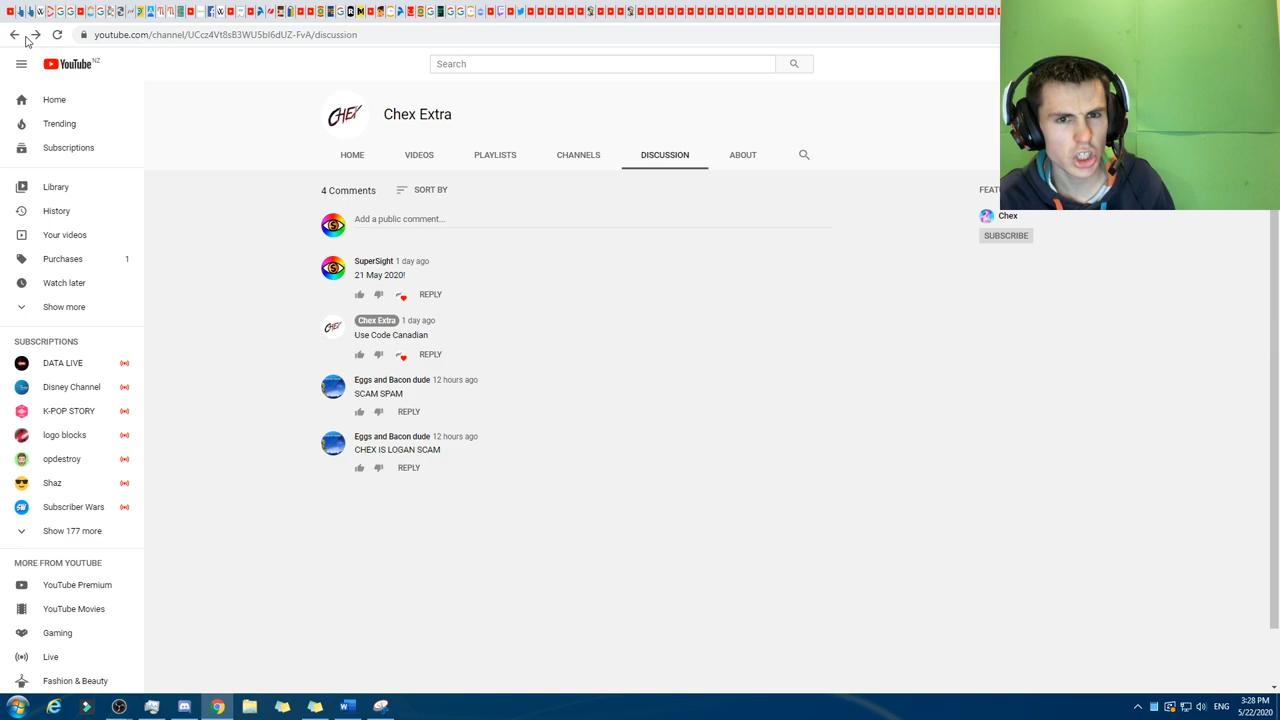 youtube.com/channel/UCcz4Vt8sB3WU5bI6dUZ-FvA/discussion
YouTube NZ
Search
Home
Trending
Subscriptions
Library
History
Your videos
Purchases 1
Watch later
Show more
SUBSCRIPTIONS
DATA LIVE
Disney Channel
K-POP STORY
logo blocks
opdestroy
Shaz
Subscriber Wars
Show 177 more
MORE FROM YOUTUBE
YouTube Premium
YouTube Movies
Gaming
Live
Fashion & Beauty
CHEX
Chex Extra
HOME VIDEOS PLAYLISTS CHANNELS DISCUSSION ABOUT
4 Comments SORT BY
Add a public comment...
SuperSight 1 day ago
21 May 2020!
REPLY
Chex Extra 1 day ago
Use Code Canadian
REPLY
Eggs and Bacon dude 12 hours ago
SCAM SPAM
REPLY
Eggs and Bacon dude 12 hours ago
CHEX IS LOGAN SCAM
REPLY
Chex
SUBSCRIBE
ENG
3:28 PM
5/22/2020